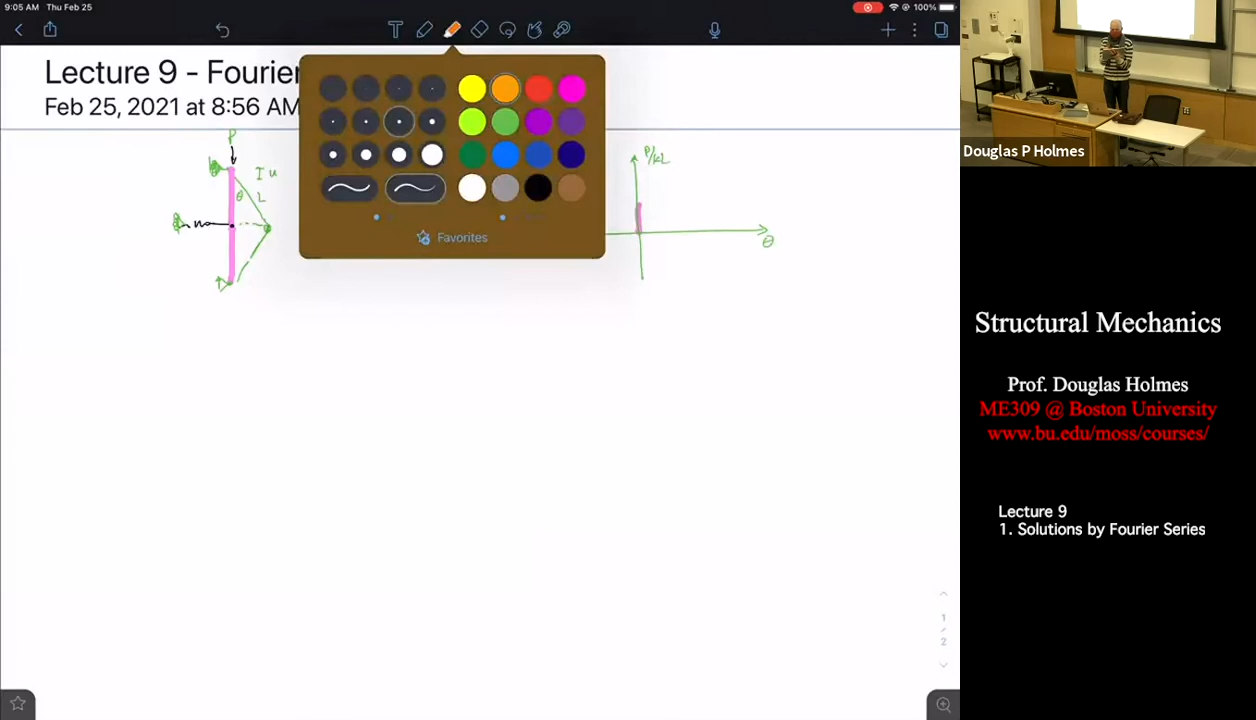 9:05 AM Thu Feb 25
100%
Lecture 9 - Fourier
Feb 25, 2021 at 8:56 AM
P
I u
θ
L
P/kL
θ
Favorites
1
/
2
Douglas P Holmes
Structural Mechanics
Prof. Douglas Holmes
ME309 @ Boston University
www.bu.edu/moss/courses/
Lecture 9
1. Solutions by Fourier Series